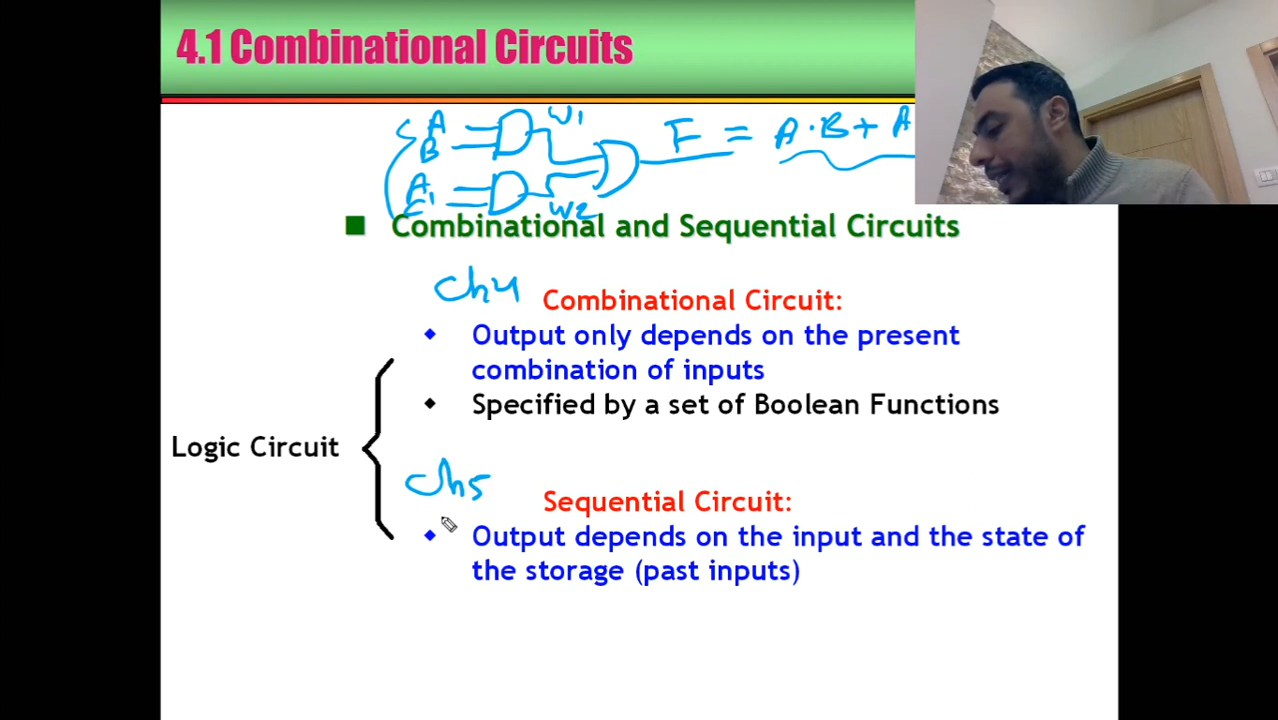 4.1 Combinational Circuits
A
B
W1
F = A·B + A
A
W2
Combinational and Sequential Circuits
ch4
Combinational Circuit:
Output only depends on the present
combination of inputs
Specified by a set of Boolean Functions
Logic Circuit
ch5
Sequential Circuit:
Output depends on the input and the state of
the storage (past inputs)